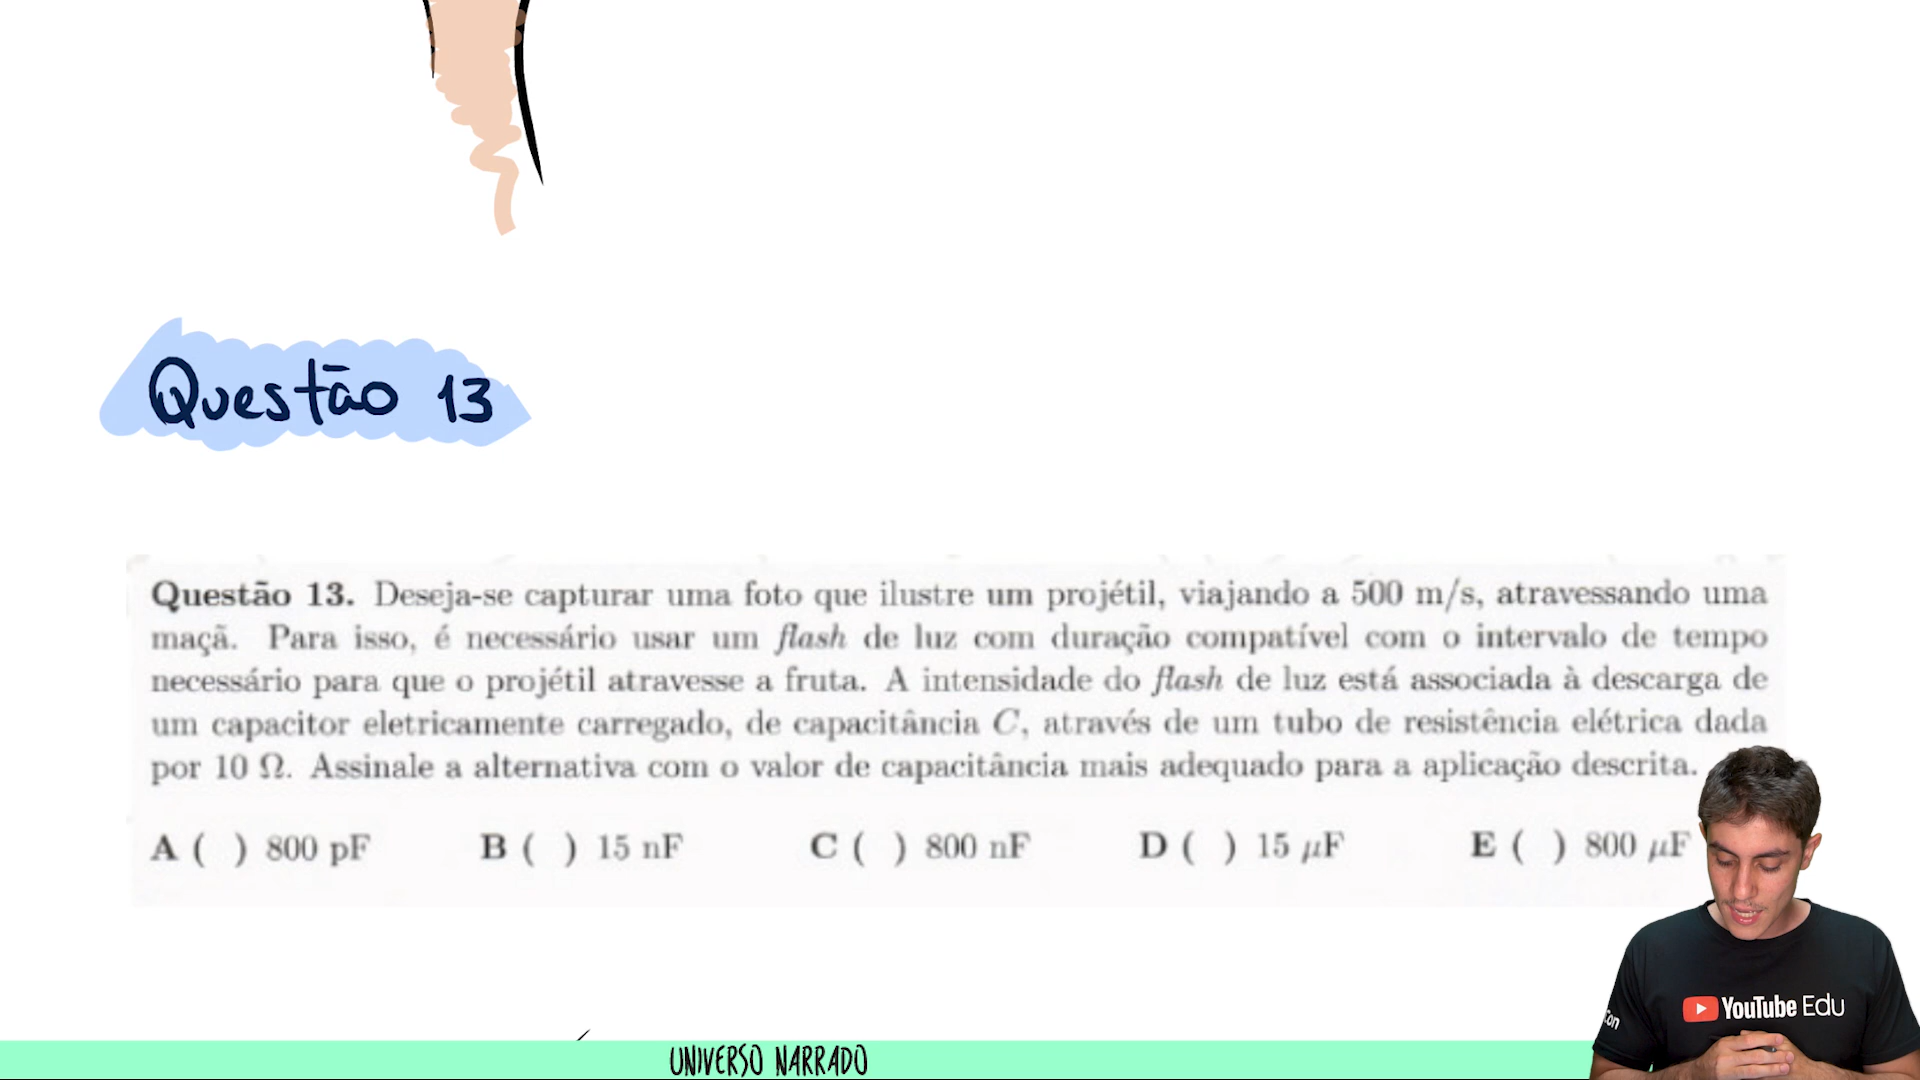 Questão 13
Questão 13. Deseja-se capturar uma foto que ilustre um projétil, viajando a 500 m/s, atravessando uma
maçã. Para isso, é necessário usar um flash de luz com duração compatível com o intervalo de tempo
necessário para que o projétil atravesse a fruta. A intensidade do flash de luz está associada à descarga de
um capacitor eletricamente carregado, de capacitância C, através de um tubo de resistência elétrica dada
por 10 Ω. Assinale a alternativa com o valor de capacitância mais adequado para a aplicação descrita.
A ( ) 800 pF B ( ) 15 nF C ( ) 800 nF D ( ) 15 μF E ( ) 800 μF
YouTube Edu
UNIVERSO NARRADO